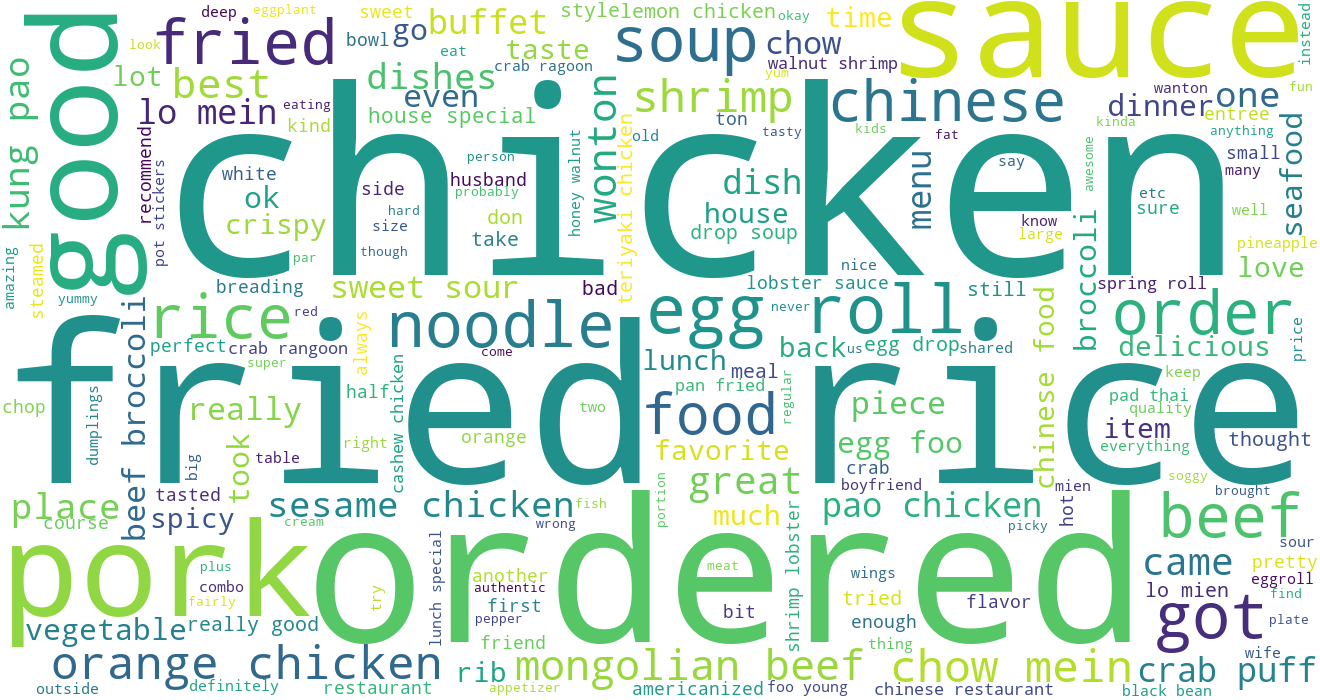 chicken
fried rice
ordered
pork
good
sauce
fried
soup
chinese
shrimp
buffet
go
bowl
deep
eggplant
sweet
style
lemon chicken
okay
time
instead
look
best
lot
kung pao
lo mein
eating
kind
dishes
even
house special
eat
taste
crab ragoon
chow
walnut shrimp
yum
wonton
ton
old
tasty
kids
fat
menu
say
dinner
one
wanton
entree
fun
anything
kinda
awesome
seafood
small
many
recommend
pot stickers
white
ok
crispy
side
hard
size
though
par
person
husband
probably
don
take
honey walnut
teriyaki chicken
dish
house
drop soup
nice
know
large
etc
sure
well
pineapple
love
broccoli
amazing
steamed
yummy
breading
sweet sour
bad
lobster sauce
never
still
spring roll
price
rice
red
perfect
crab rangoon
super
always
noodle
come
egg roll
lunch
meal
back
us
egg drop
shared
order
delicious
keep
beef broccoli
chop
dumplings
really
half
cashew chicken
two
pan fried
regular
food
favorite
piece
egg foo
chinese food
pad thai
quality
item
everything
thought
took
big
table
right
orange
great
crab
boyfriend
mien
hot
soggy
brought
place
course
tasted
spicy
sesame chicken
fish
wrong
cream
portion
much
pao chicken
picky
beef
sour
came
pretty
eggroll
plus
combo
fairly
try
lunch special
another
authentic
first
pepper
friend
meat
bit
shrimp lobster
wings
tried
enough
thing
flavor
lo mien
got
find
plate
wife
vegetable
really good
orange chicken
rib
mongolian beef
chow mein
crab puff
outside
definitely
restaurant
appetizer
americanized
foo young
chinese restaurant
black bean